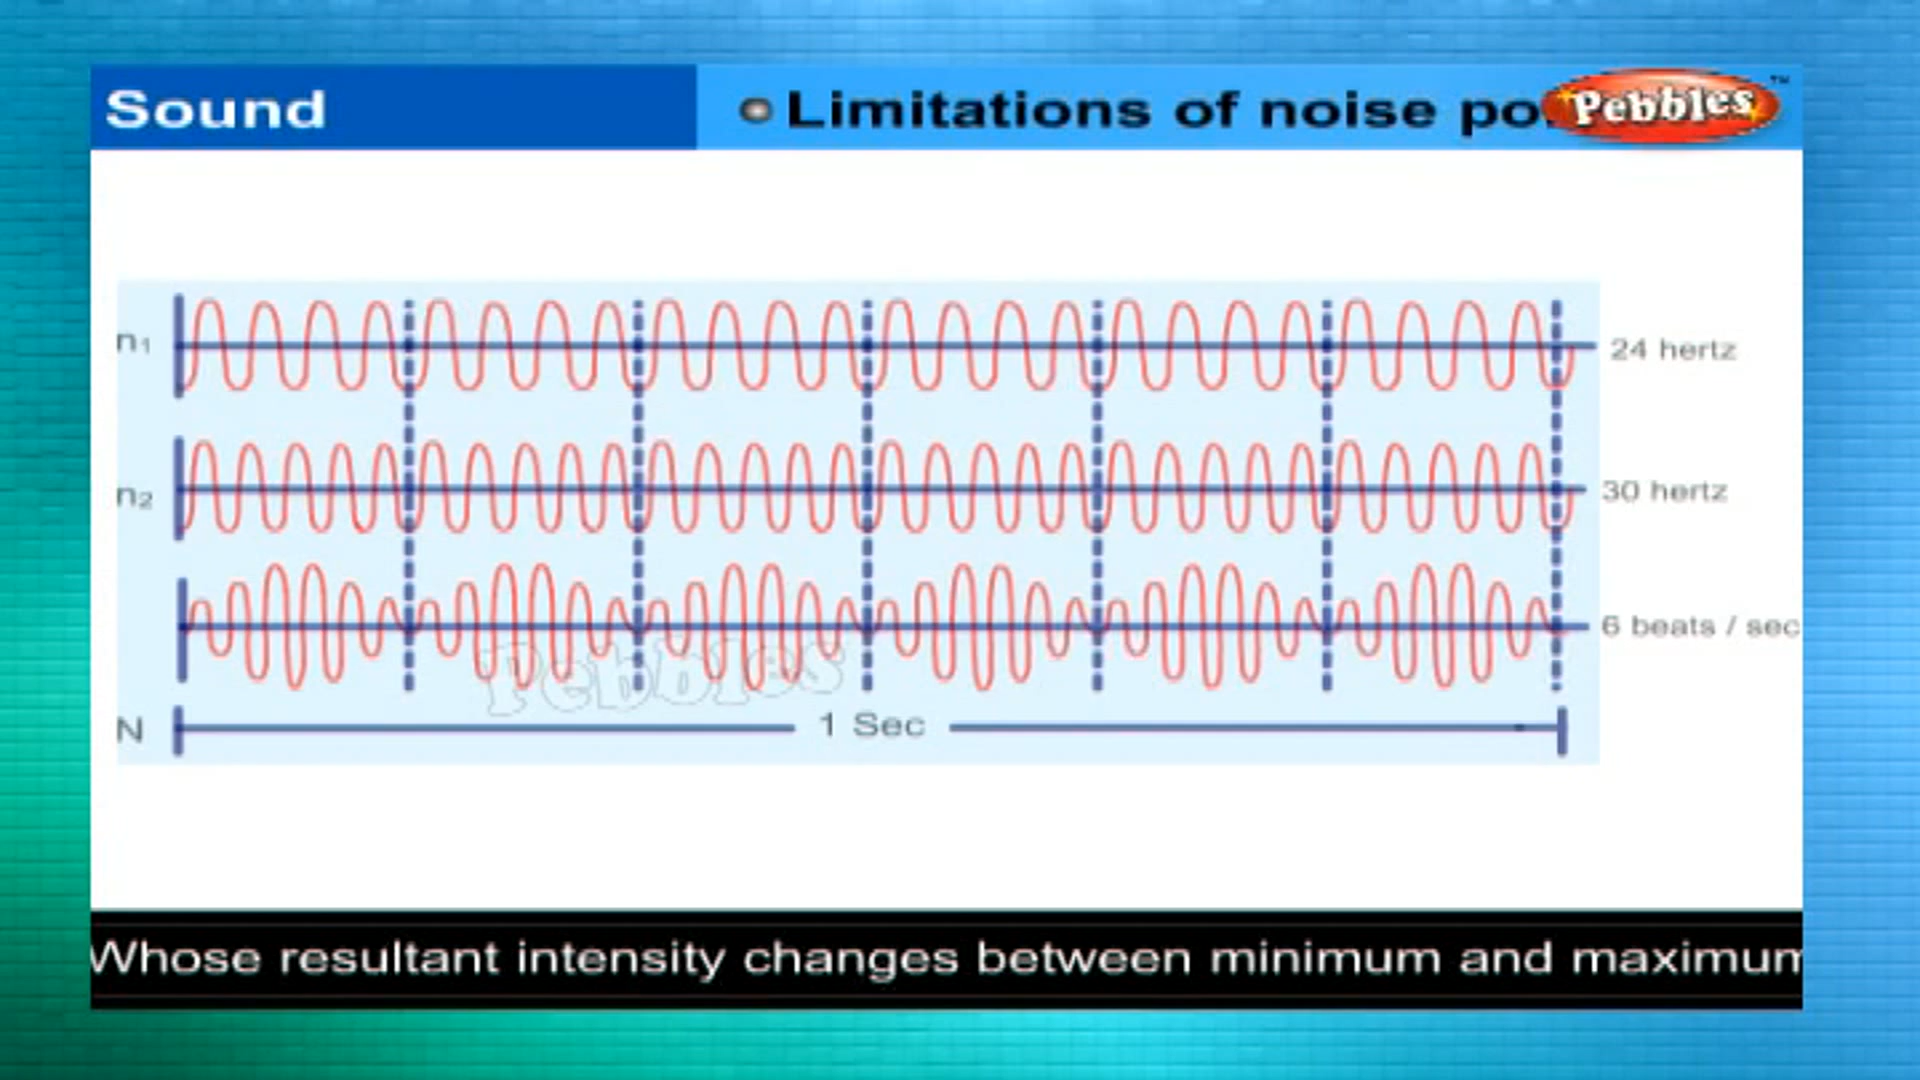 Sound
Limitations of noise po
Pebbles™
n₁
24 hertz
n₂
30 hertz
6 beats / sec
Pebbles
N
1 Sec
Whose resultant intensity changes between minimum and maximum